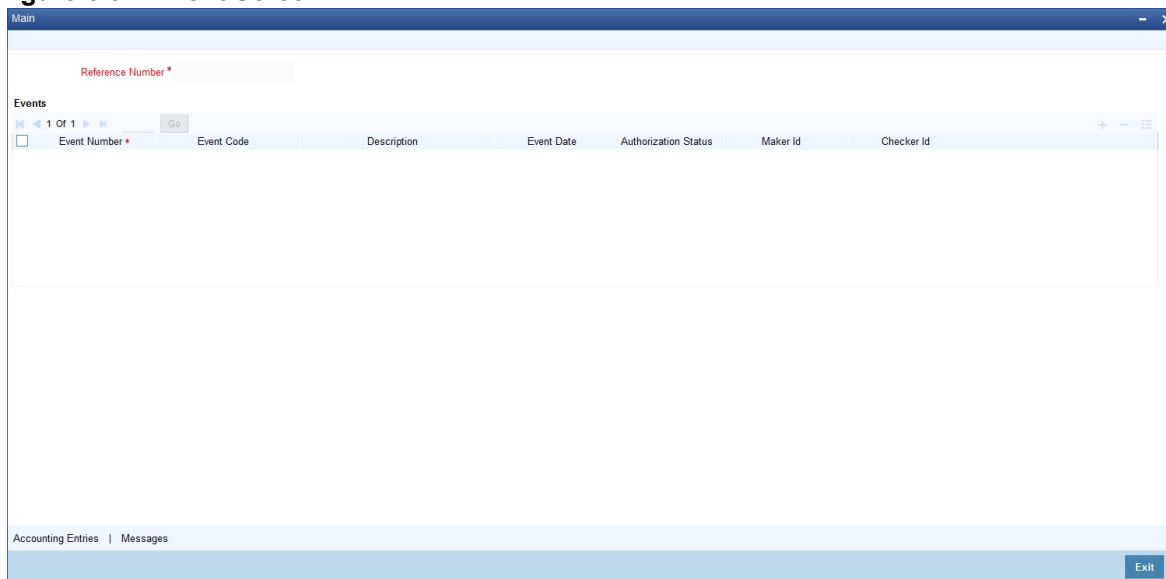 Main
Reference Number *
Events
1 Of 1 Go
Event Number * Event Code Description Event Date Authorization Status Maker Id Checker Id
Accounting Entries | Messages
Exit